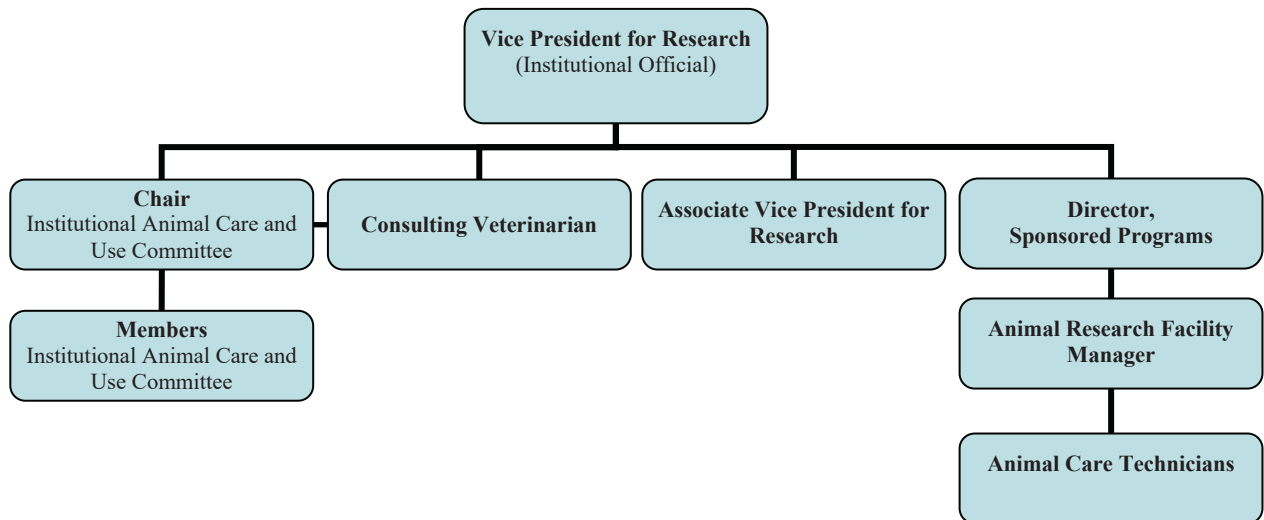 Vice President for Research
(Institutional Official)
Chair
Institutional Animal Care and
Use Committee
Consulting Veterinarian
Associate Vice President for
Research
Director,
Sponsored Programs
Members
Institutional Animal Care and
Use Committee
Animal Research Facility
Manager
Animal Care Technicians